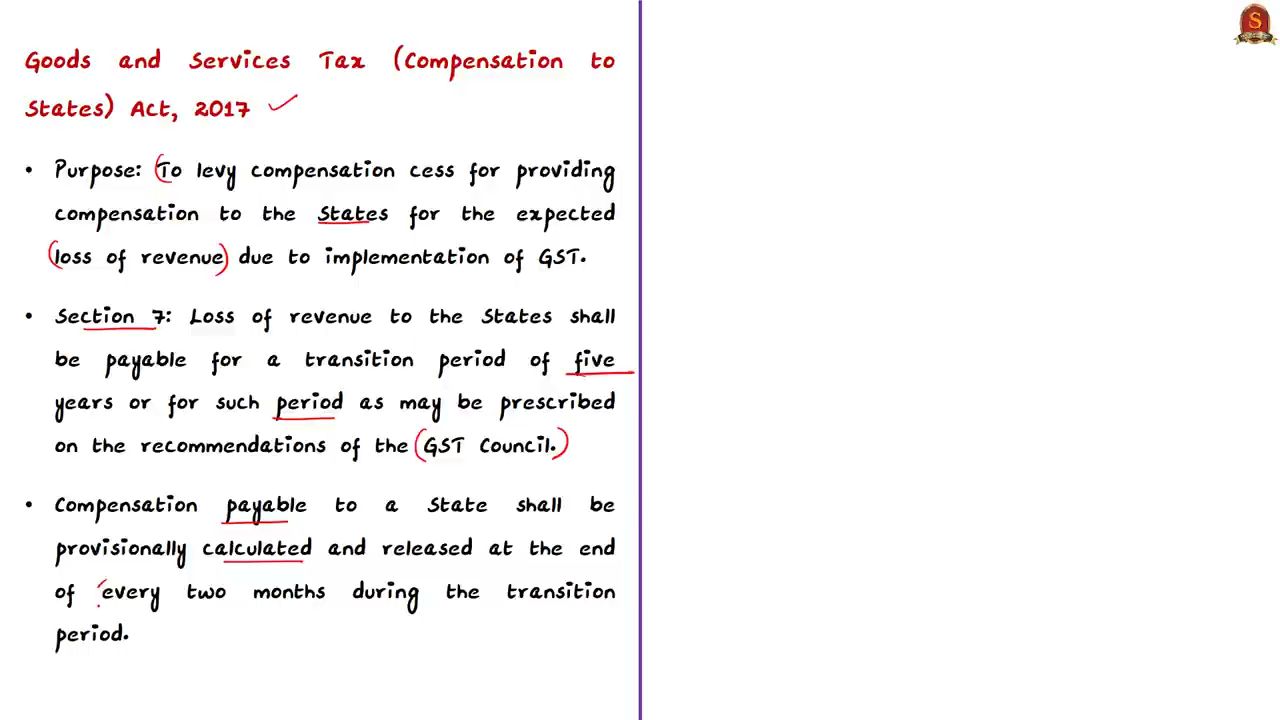 Goods and Services Tax (Compensation to
States) Act, 2017
• Purpose: To levy compensation cess for providing
compensation to the States for the expected
loss of revenue due to implementation of GST.
• Section 7: Loss of revenue to the States shall
be payable for a transition period of five
years or for such period as may be prescribed
on the recommendations of the GST Council.
• Compensation payable to a State shall be
provisionally calculated and released at the end
of every two months during the transition
period.
S